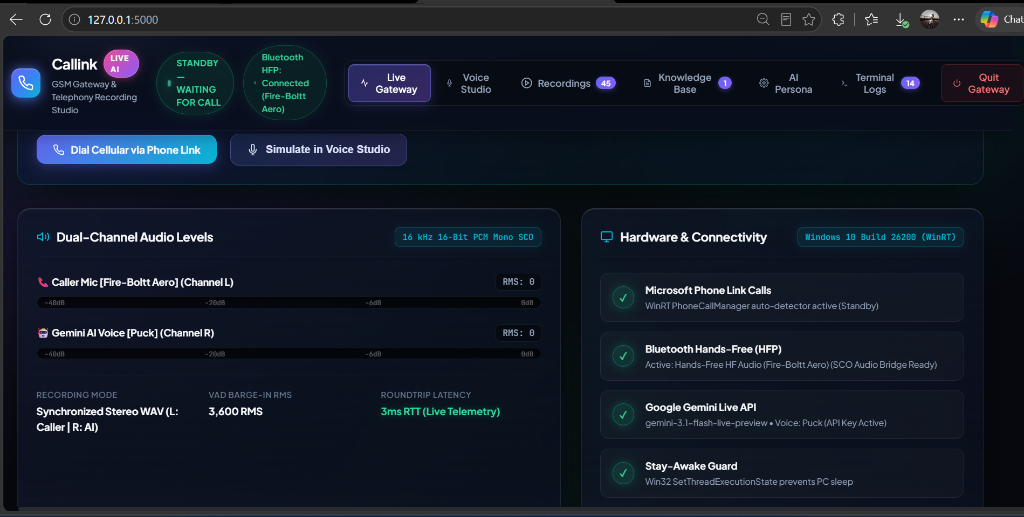 127.0.0.1:5000
Chat
Callink
LIVE
AI
GSM Gateway &
Telephony Recording
Studio
STANDBY
—
WAITING
FOR CALL
Bluetooth
HFP:
Connected
(Fire-Boltt
Aero)
Live
Gateway
Voice
Studio
Recordings 45
Knowledge
Base 1
AI
Persona
Terminal
Logs 14
Quit
Gateway
Dial Cellular via Phone Link
Simulate in Voice Studio
Dual-Channel Audio Levels
16 kHz 16-Bit PCM Mono SCO
Caller Mic [Fire-Boltt Aero] (Channel L)
RMS: 0
-40dB -20dB -6dB 0dB
Gemini AI Voice [Puck] (Channel R)
RMS: 0
-40dB -20dB -6dB 0dB
RECORDING MODE
Synchronized Stereo WAV (L:
Caller | R: AI)
VAD BARGE-IN RMS
3,600 RMS
ROUNDTRIP LATENCY
3ms RTT (Live Telemetry)
Hardware & Connectivity
Windows 10 Build 26200 (WinRT)
Microsoft Phone Link Calls
WinRT PhoneCallManager auto-detector active (Standby)
Bluetooth Hands-Free (HFP)
Active: Hands-Free HF Audio (Fire-Boltt Aero) (SCO Audio Bridge Ready)
Google Gemini Live API
gemini-3.1-flash-live-preview • Voice: Puck (API Key Active)
Stay-Awake Guard
Win32 SetThreadExecutionState prevents PC sleep